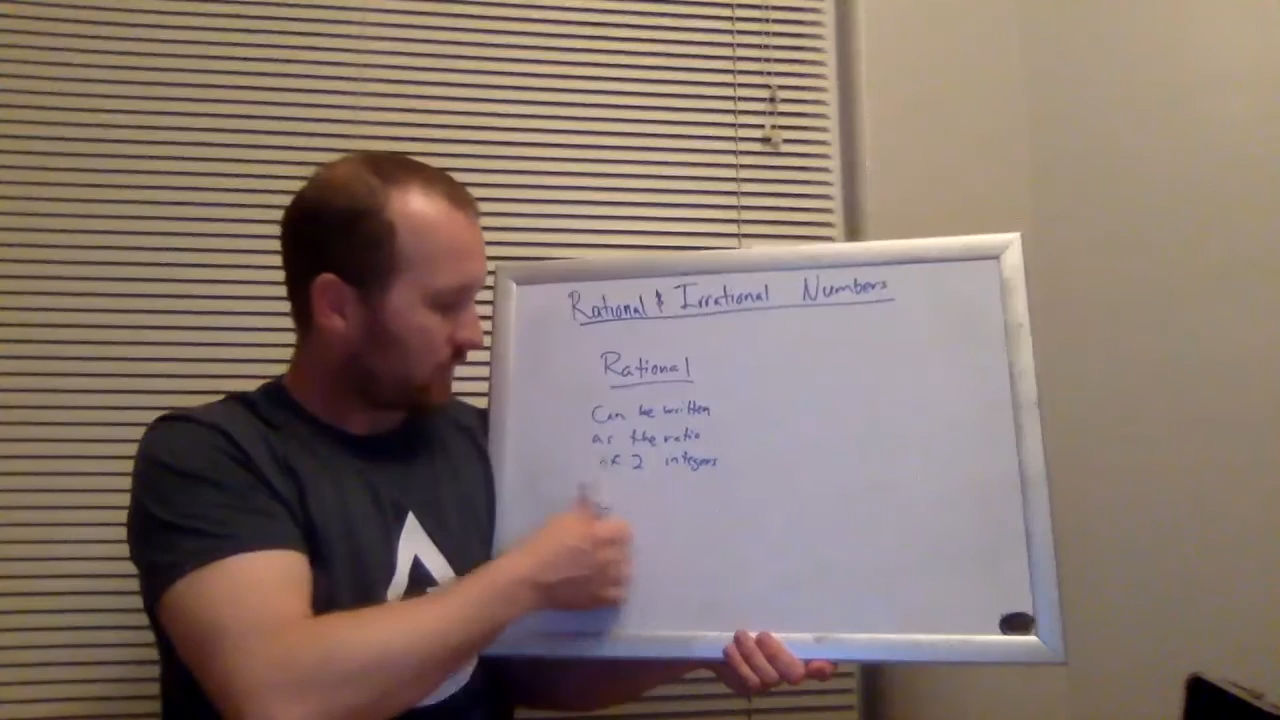 Rational & Irrational Numbers
Rational
Can be written
as the ratio
of 2 integers